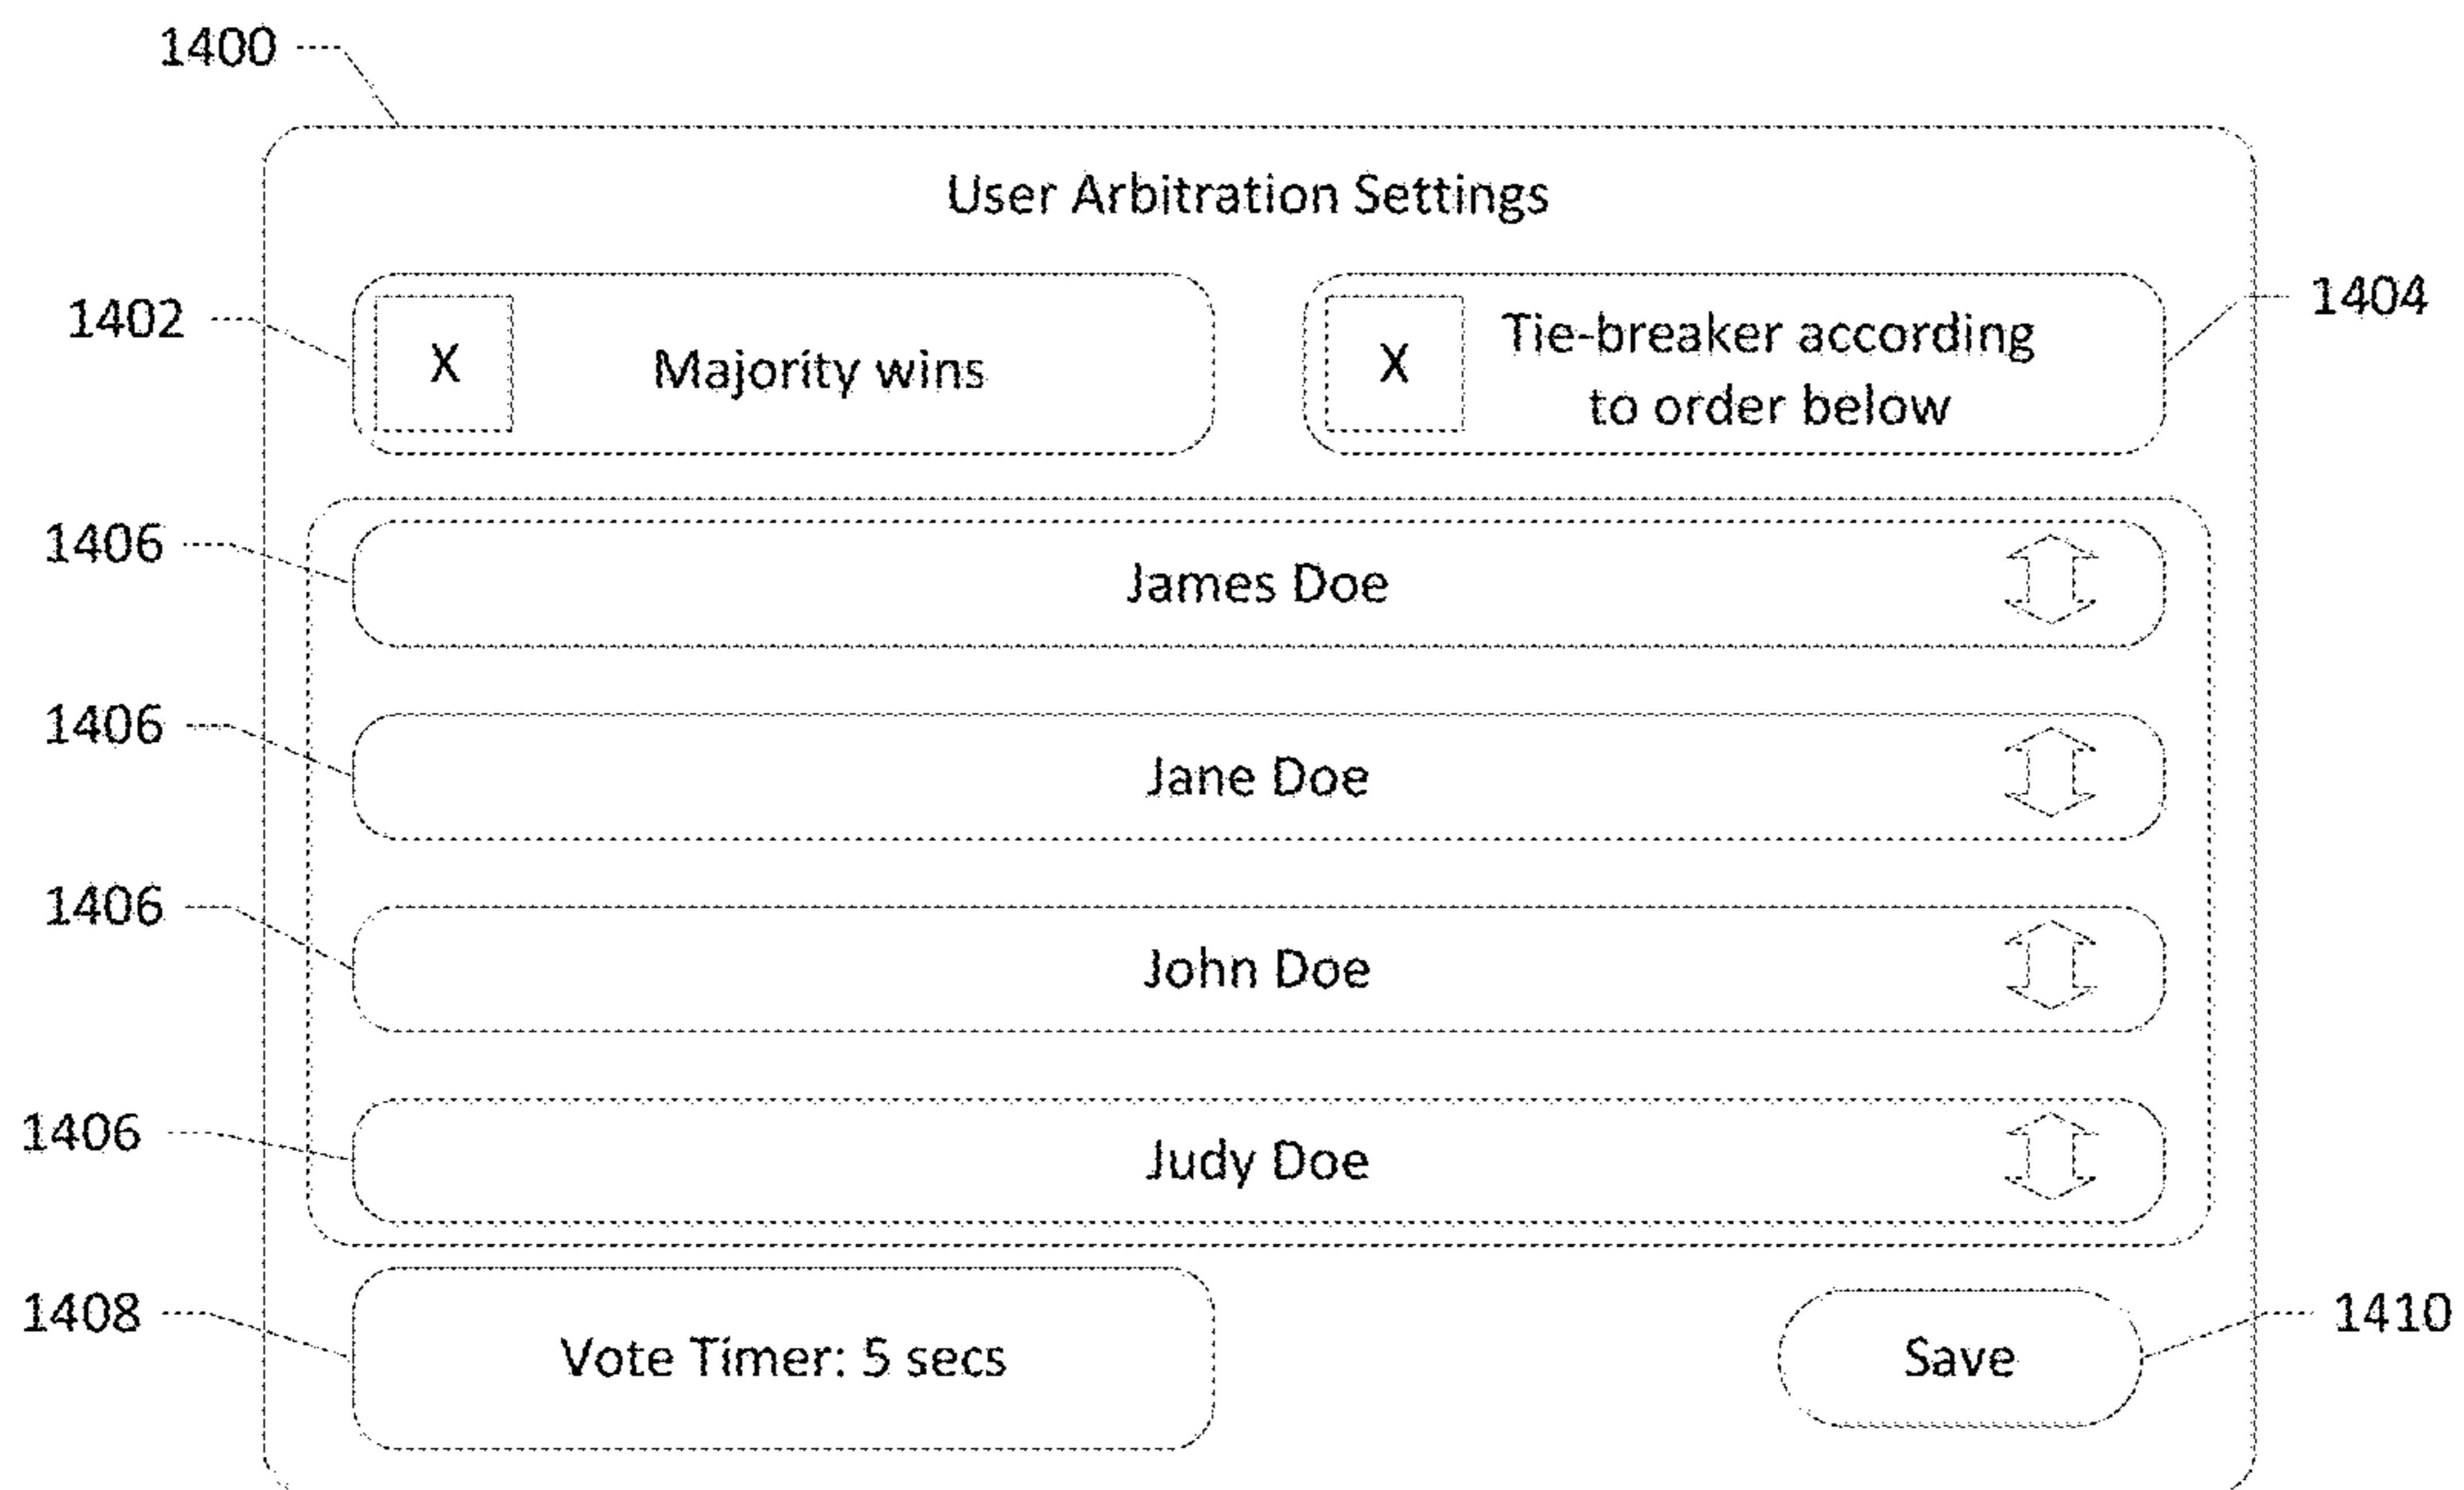 1400
User Arbitration Settings
1402
X
Majority wins
X
Tie-breaker according
to order below
1404
1406
James Doe
1406
Jane Doe
1406
John Doe
1406
Judy Doe
1408
Vote Timer: 5 secs
Save
1410